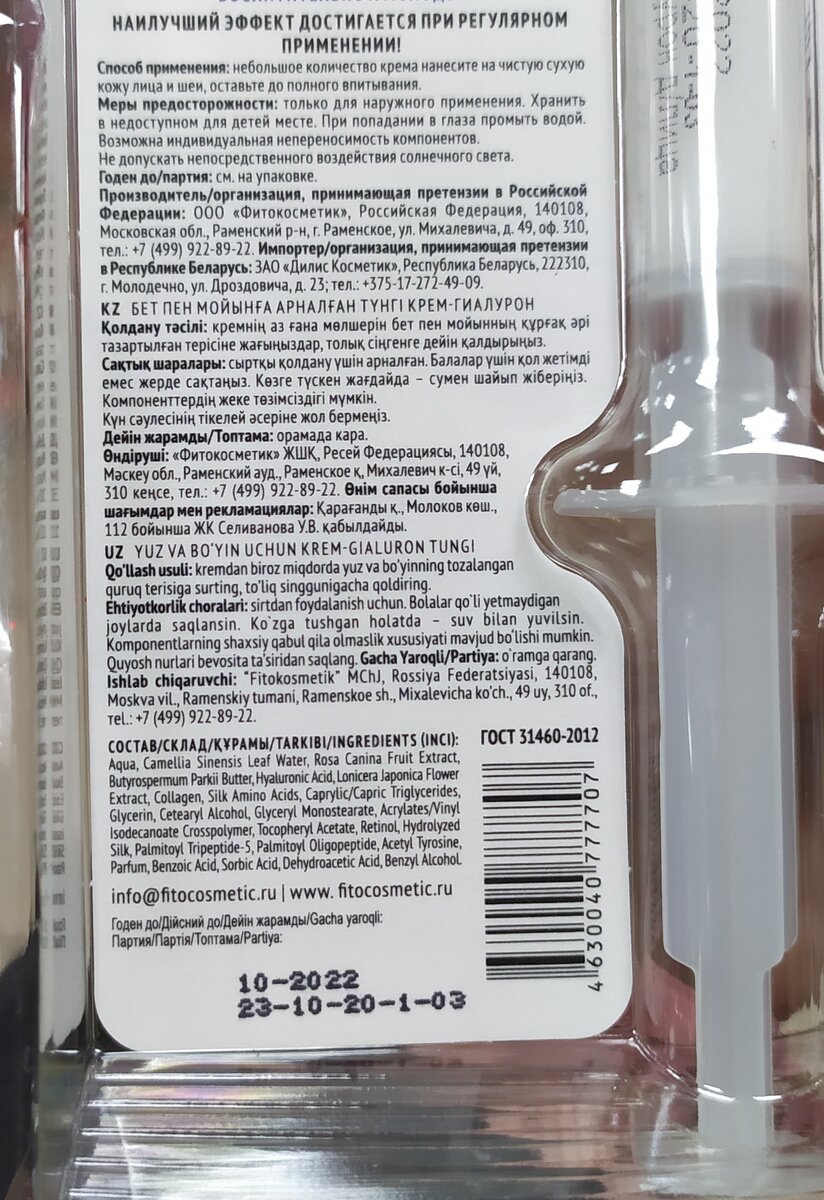 НАИЛУЧШИЙ ЭФФЕКТ ДОСТИГАЕТСЯ ПРИ РЕГУЛЯРНОМ
ПРИМЕНЕНИИ!
Способ применения: небольшое количество крема нанесите на чистую сухую
кожу лица и шеи, оставьте до полного впитывания.
Меры предосторожности: только для наружного применения. Хранить
в недоступном для детей месте. При попадании в глаза промыть водой.
Возможна индивидуальная непереносимость компонентов.
Не допускать непосредственного воздействия солнечного света.
Годен до/партия: см. на упаковке.
Производитель/организация, принимающая претензии в Российской
Федерации: ООО «Фитокосметик», Российская Федерация, 140108,
Московская обл., Раменский р-н, г. Раменское, ул. Михалевича, д. 49, оф. 310,
тел.: +7 (499) 922-89-22. Импортер/организация, принимающая претензии
в Республике Беларусь: ЗАО «Дилис Косметик», Республика Беларусь, 222310,
г. Молодечно, ул. Дроздовича, д. 23; тел.: +375-17-272-49-09.
KZ БЕТ ПЕН МОЙЫНҒА АРНАЛҒАН ТҮНГІ КРЕМ-ГИАЛУРОН
Қолдану тәсілі: кремнің аз ғана мөлшерін бет пен мойынның құрғақ әрі
тазартылған терісіне жағыңыздар, толық сіңгенге дейін қалдырыңыз.
Сақтық шаралары: сыртқы қолдану үшін арналған. Балалар үшін қол жетімді
емес жерде сақтаңыз. Көзге түскен жағдайда – сумен шайып жіберіңіз.
Компоненттердің жеке төзімсіздігі мүмкін.
Күн сәулесінің тікелей әсеріне жол бермеңіз.
Дейін жарамды/Топтама: орамада кара.
Өндіруші: «Фитокосметик» ЖШҚ, Ресей Федерациясы, 140108,
Мәскеу обл., Раменский ауд., Раменское қ., Михалевич к-сі, 49 үй,
310 кеңсе, тел.: +7 (499) 922-89-22. Өнім сапасы бойынша
шағымдар мен рекламациялар: Қарағанды қ., Молоков көш.,
112 бойынша ЖК Селиванова У.В. қабылдайды.
UZ YUZ VA BO'YIN UCHUN KREM-GIALURON TUNGI
Qo'llash usuli: kremdan biroz miqdorda yuz va bo'yinning tozalangan
quruq terisiga surting, to'liq singgunigacha qoldiring.
Ehtiyotkorlik choralari: sirtdan foydalanish uchun. Bolalar qo`li yetmaydigan
joylarda saqlansin. Ko`zga tushgan holatda – suv bilan yuvilsin.
Komponentlarning shaxsiy qabul qila olmaslik xususiyati mavjud bo'lishi mumkin.
Quyosh nurlari bevosita ta'siridan saqlang. Gacha Yaroqli/Partiya: o`ramga qarang.
Ishlab chiqaruvchi: "Fitokosmetik" MChJ, Rossiya Federatsiyasi, 140108,
Moskva vil., Ramenskiy tumani, Ramenskoe sh., Mixalevicha ko'ch., 49 uy, 310 of.,
tel.: +7 (499) 922-89-22.
СОСТАВ/СКЛАД/ҚҰРАМЫ/TARKIBI/INGREDIENTS (INCI):
Aqua, Camellia Sinensis Leaf Water, Rosa Canina Fruit Extract,
Butyrospermum Parkii Butter, Hyaluronic Acid, Lonicera Japonica Flower
Extract, Collagen, Silk Amino Acids, Caprylic/Capric Triglycerides,
Glycerin, Cetearyl Alcohol, Glyceryl Monostearate, Acrylates/Vinyl
Isodecanoate Crosspolymer, Tocopheryl Acetate, Retinol, Hydrolyzed
Silk, Palmitoyl Tripeptide-5, Palmitoyl Oligopeptide, Acetyl Tyrosine,
Parfum, Benzoic Acid, Sorbic Acid, Dehydroacetic Acid, Benzyl Alcohol.
ГОСТ 31460-2012
4 630040 777707
info@fitocosmetic.ru | www. fitocosmetic.ru
Годен до/Дійсний до/Дейін жарамды/Gacha yaroqli:
Партия/Партія/Топтама/Partiya:
10-2022
23-10-20-1-03